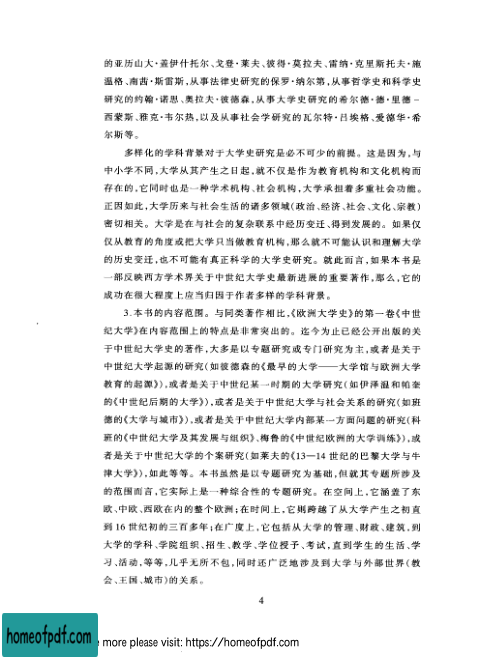 的亚历山大·盖伊什托尔、戈登·莱夫、彼得·莫拉夫、雷纳·克里斯托夫·施
温格、南茜·斯雷斯,从事法律史研究的保罗·纳尔第,从事哲学史和科学史
研究的约翰·诺思、奥拉夫·彼德森,从事大学史研究的希尔德·德·里德-
西蒙斯、雅克·韦尔热,以及从事社会学研究的瓦尔特·吕埃格、爱德华·希
尔斯等。
多样化的学科背景对于大学史研究是必不可少的前提。这是因为,与
中小学不同,大学从其产生之日起,就不仅是作为教育机构和文化机构而
存在的,它同时也是一种学术机构、社会机构,大学承担着多重社会功能。
正因如此,大学历来与社会生活的诸多领域(政治、经济、社会、文化、宗教)
密切相关。大学是在与社会的复杂联系中经历变迁、得到发展的。如果仅
仅从教育的角度或把大学只当做教育机构,那么就不可能认识和理解大学
的历史变迁,也不可能有真正科学的大学史研究。就此而言,如果本书是
一部反映西方学术界关于中世纪大学史最新进展的重要著作,那么,它的
成功在很大程度上应当归因于作者多样的学科背景。
3.本书的内容范围。与同类著作相比,《欧洲大学史》的第一卷《中世
纪大学》在内容范围上的特点是非常突出的。迄今为止已经公开出版的关
于中世纪大学史的著作,大多是以专题研究或专门研究为主,或者是关于
中世纪大学起源的研究(如彼德森的《最早的大学——大学馆与欧洲大学
教育的起源》),或者是关于中世纪某一时期的大学研究(如伊泽温和帕奎
的《中世纪后期的大学》),或者是关于中世纪大学与社会关系的研究(如班
德的《大学与城市》),或者是关于中世纪大学内部某一方面问题的研究(科
班的《中世纪大学及其发展与组织》、梅鲁的《中世纪欧洲的大学训练》),或
者是关于中世纪大学的个案研究(如莱夫的《13—14 世纪的巴黎大学与牛
津大学》),如此等等。本书虽然是以专题研究为基础,但就其专题所涉及
的范围而言,它实际上是一种综合性的专题研究。在空间上,它涵盖了东
欧、中欧、西欧在内的整个欧洲;在时间上,它则跨越了从大学产生之初直
到 16 世纪初的三百多年;在广度上,它包括从大学的管理、财政、建筑,到
大学的学科、学院组织、招生、教学、学位授予、考试,直到学生的生活、学
习、活动,等等,几乎无所不包,同时还广泛地涉及到大学与外部世界(教
会、王国、城市)的关系。
4
homeofpdf.com
e more please visit: https://homeofpdf.com